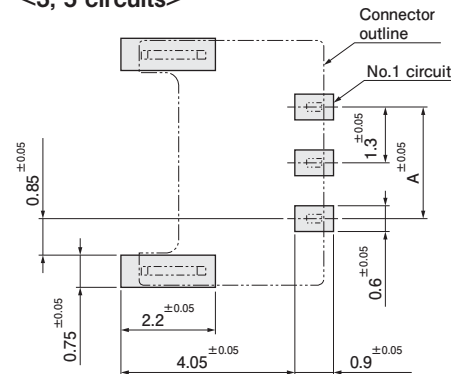 <3, 5 circuits>
Connector
outline
No.1 circuit
1.3 ±0.05
A ±0.05
0.85 ±0.05
0.6 ±0.05
0.75 ±0.05
2.2 ±0.05
4.05 ±0.05
0.9 ±0.05